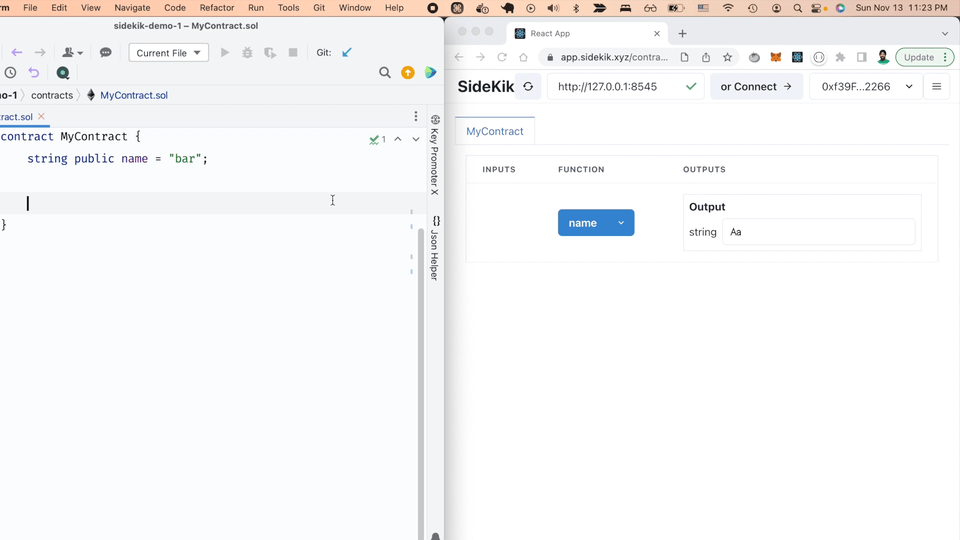 rm File Edit View Navigate Code Refactor Run Tools Git Window Help Sun Nov 13 11:23 PM
sidekik-demo-1 – MyContract.sol
Current File Git:
o-1 contracts MyContract.sol
ract.sol
contract MyContract {
string public name = "bar";
}
1
Key Promoter X
{} Json Helper
React App
app.sidekik.xyz/contra... Update
SideKik http://127.0.0.1:8545 or Connect 0xf39F...2266
MyContract
INPUTS FUNCTION OUTPUTS
Output
name string Aa